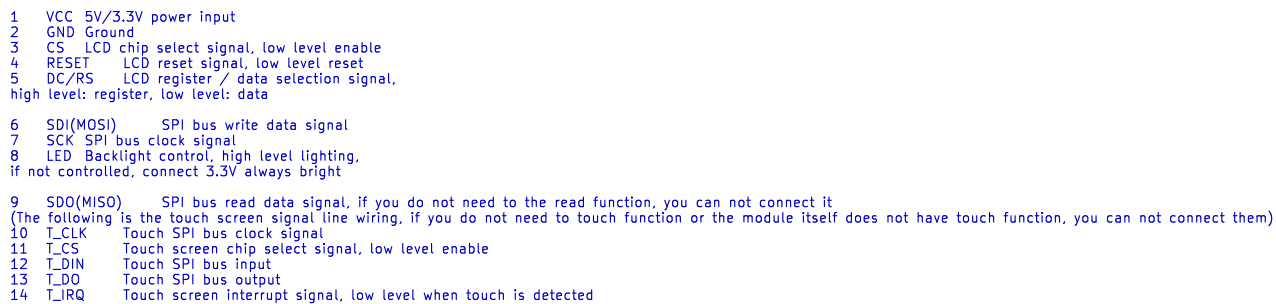 1 VCC 5V/3.3V power input
2 GND Ground
3 CS LCD chip select signal, low level enable
4 RESET LCD reset signal, low level reset
5 DC/RS LCD register / data selection signal,
high level: register, low level: data
6 SDI(MOSI) SPI bus write data signal
7 SCK SPI bus clock signal
8 LED Backlight control, high level lighting,
if not controlled, connect 3.3V always bright
9 SDO(MISO) SPI bus read data signal, if you do not need to the read function, you can not connect it
(The following is the touch screen signal line wiring, if you do not need to touch function or the module itself does not have touch function, you can not connect them)
10 T_CLK Touch SPI bus clock signal
11 T_CS Touch screen chip select signal, low level enable
12 T_DIN Touch SPI bus input
13 T_DO Touch SPI bus output
14 T_IRQ Touch screen interrupt signal, low level when touch is detected